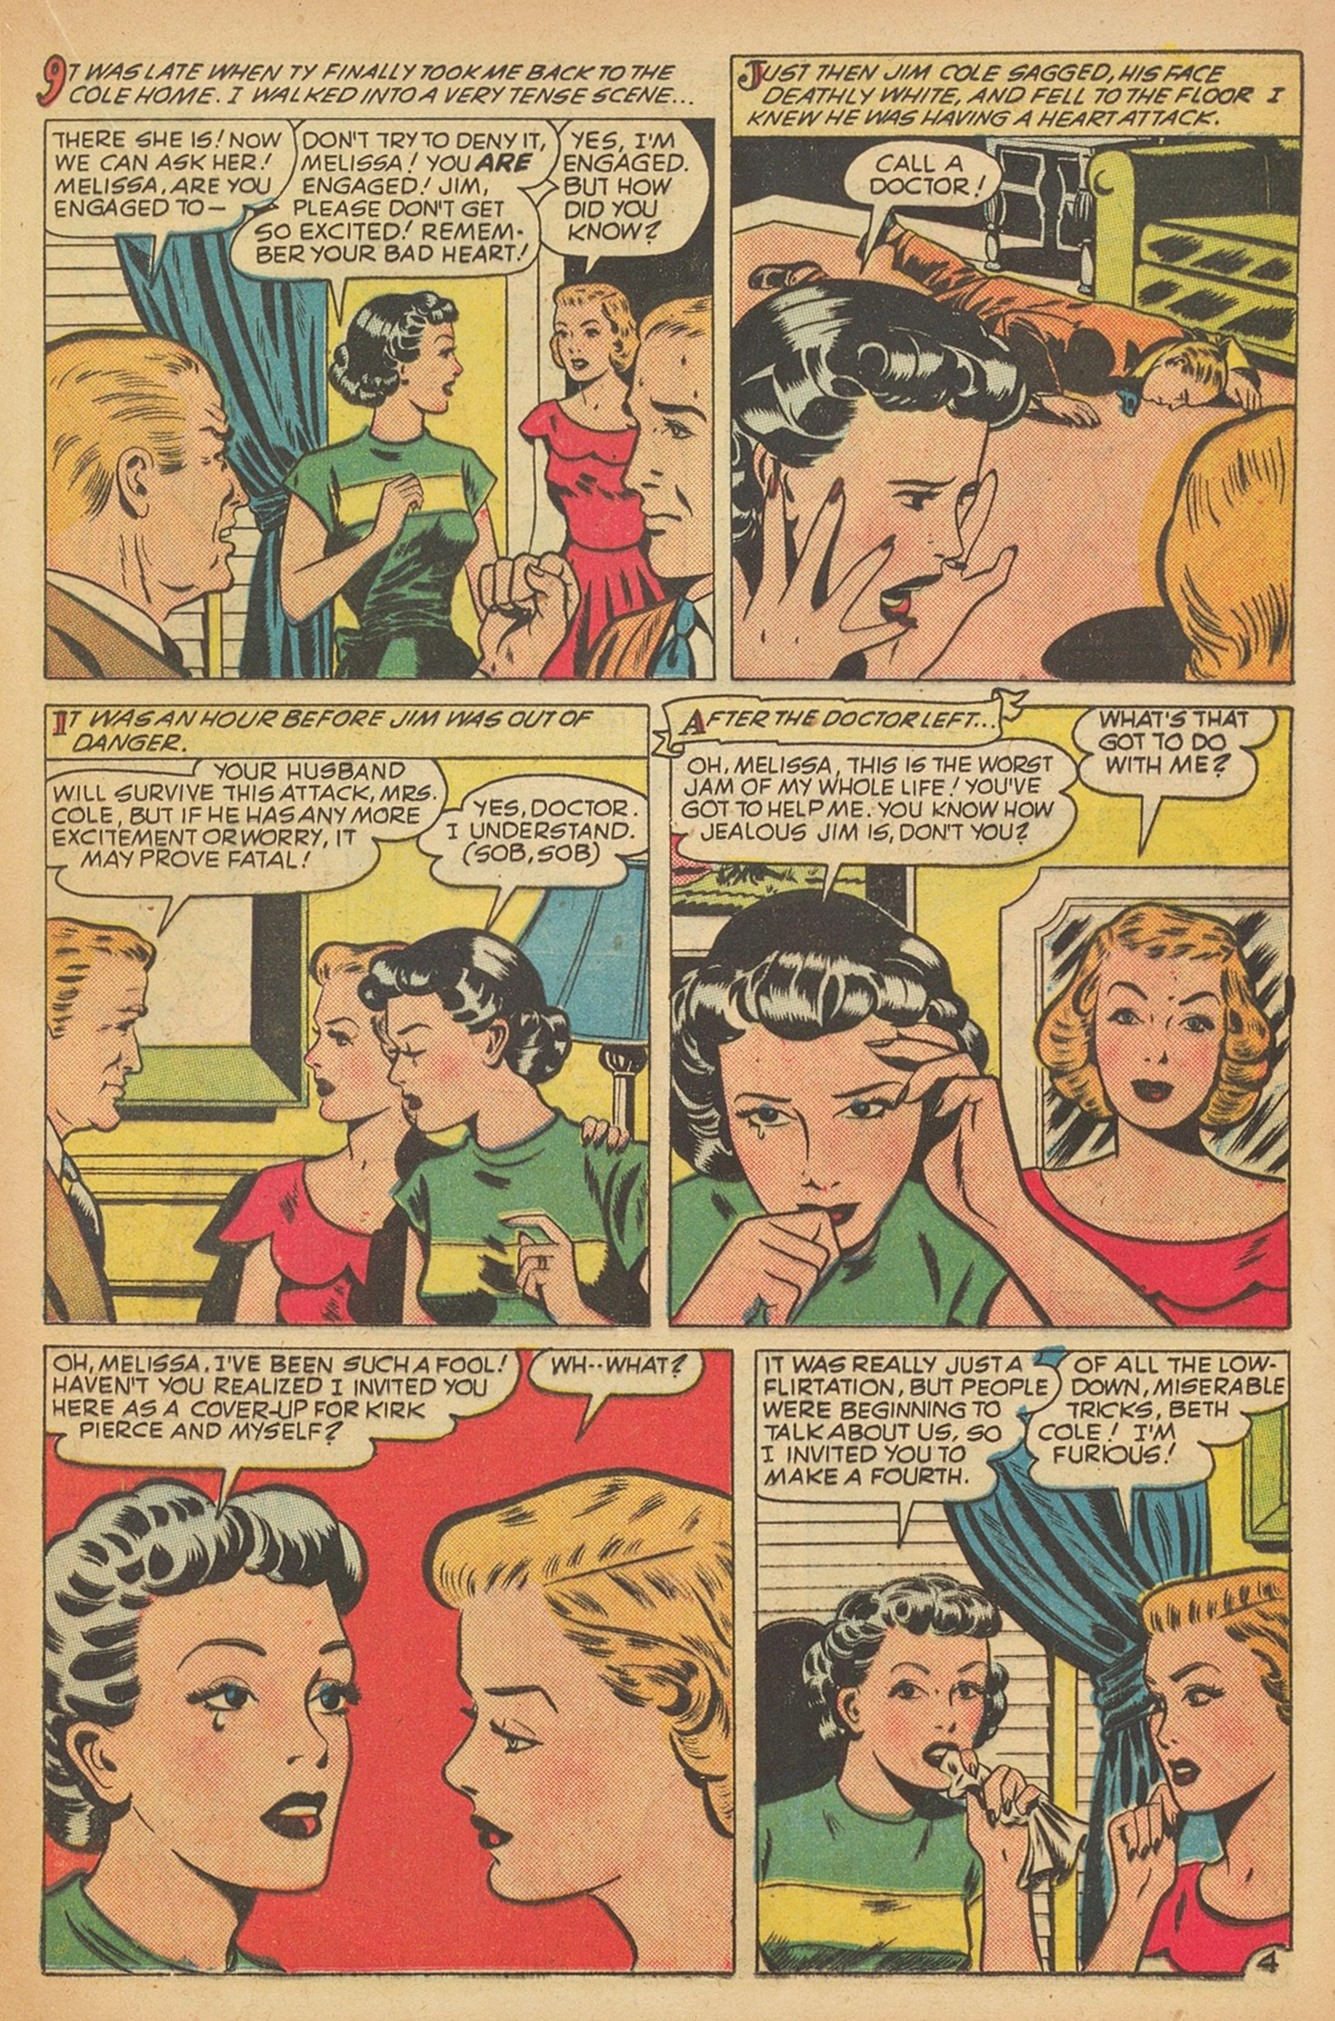 IT WAS LATE WHEN TY FINALLY TOOK ME BACK TO THE
COLE HOME. I WALKED INTO A VERY TENSE SCENE...
THERE SHE IS! NOW
WE CAN ASK HER!
MELISSA, ARE YOU
ENGAGED TO—
DON'T TRY TO DENY IT,
MELISSA! YOU ARE
ENGAGED! JIM,
PLEASE DON'T GET
SO EXCITED! REMEM-
BER YOUR BAD HEART!
YES, I'M
ENGAGED.
BUT HOW
DID YOU
KNOW?
JUST THEN JIM COLE SAGGED, HIS FACE
DEATHLY WHITE, AND FELL TO THE FLOOR I
KNEW HE WAS HAVING A HEART ATTACK.
CALL A
DOCTOR!
IT WAS AN HOUR BEFORE JIM WAS OUT OF
DANGER.
YOUR HUSBAND
WILL SURVIVE THIS ATTACK, MRS.
COLE, BUT IF HE HAS ANY MORE
EXCITEMENT OR WORRY, IT
MAY PROVE FATAL!
YES, DOCTOR.
I UNDERSTAND.
(SOB, SOB)
AFTER THE DOCTOR LEFT...
OH, MELISSA, THIS IS THE WORST
JAM OF MY WHOLE LIFE! YOU'VE
GOT TO HELP ME. YOU KNOW HOW
JEALOUS JIM IS, DON'T YOU?
WHAT'S THAT
GOT TO DO
WITH ME?
OH, MELISSA, I'VE BEEN SUCH A FOOL!
HAVEN'T YOU REALIZED I INVITED YOU
HERE AS A COVER-UP FOR KIRK
PIERCE AND MYSELF?
WH--WHAT?
IT WAS REALLY JUST A
FLIRTATION, BUT PEOPLE
WERE BEGINNING TO
TALK ABOUT US, SO
I INVITED YOU TO
MAKE A FOURTH.
OF ALL THE LOW-
DOWN, MISERABLE
TRICKS, BETH
COLE! I'M
FURIOUS!
4